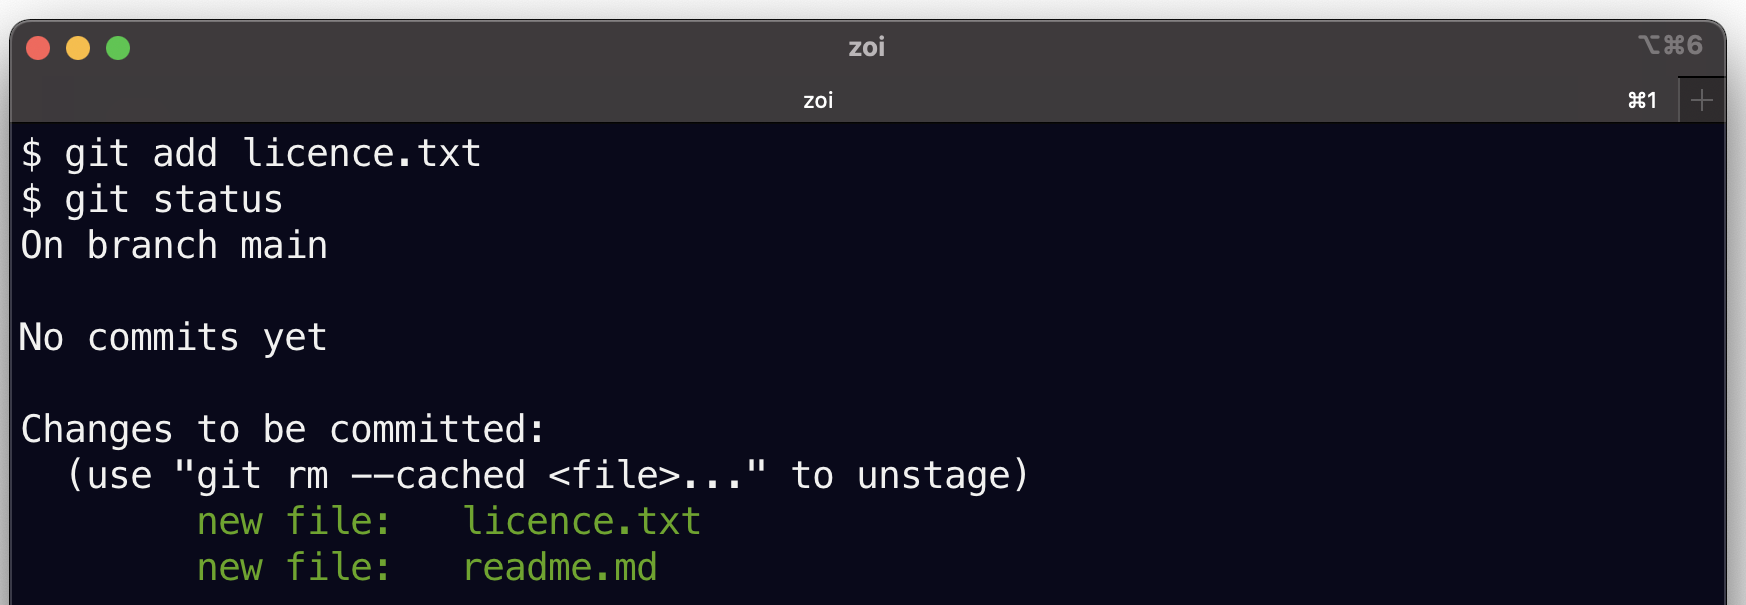 zoi
⌥⌘6
zoi
⌘1
$ git add licence.txt
$ git status
On branch main
No commits yet
Changes to be committed:
(use "git rm --cached <file>..." to unstage)
new file:   licence.txt
new file:   readme.md